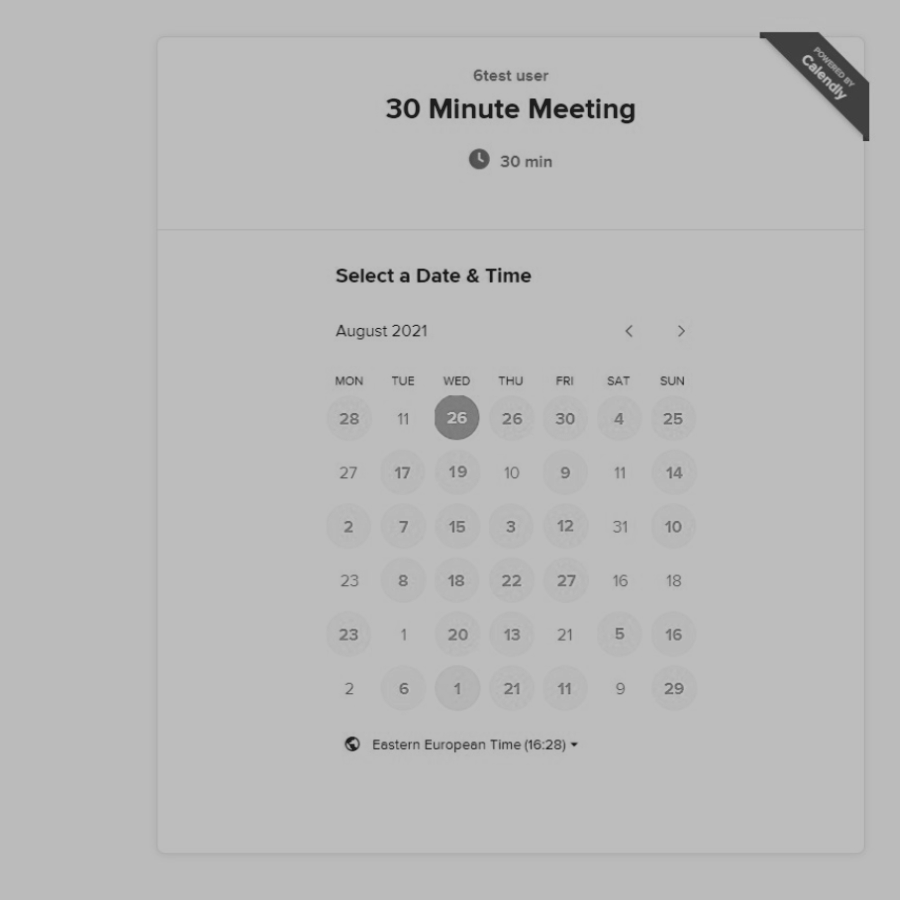 POWERED BY
Calendly
6test user
30 Minute Meeting
30 min
Select a Date & Time
August 2021
MON TUE WED THU FRI SAT SUN
28 11 26 26 30 4 25
27 17 19 10 9 11 14
2 7 15 3 12 31 10
23 8 18 22 27 16 18
23 1 20 13 21 5 16
2 6 1 21 11 9 29
Eastern European Time (16:28)